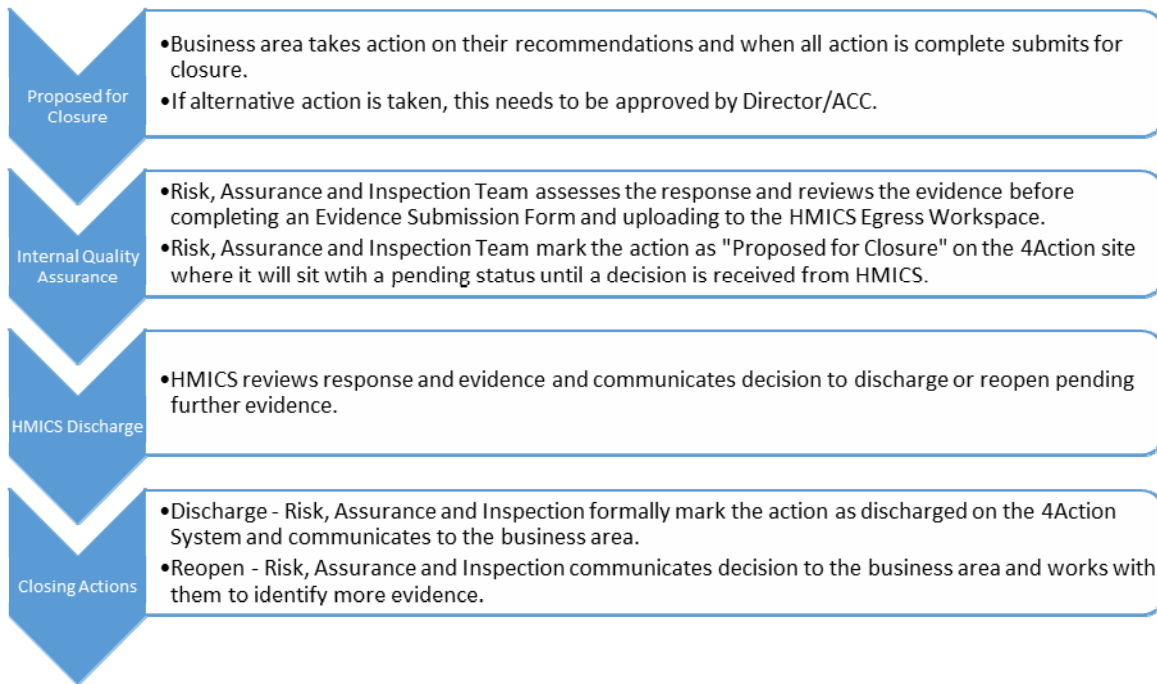 Proposed for
Closure
•Business area takes action on their recommendations and when all action is complete submits for
closure.
•If alternative action is taken, this needs to be approved by Director/ACC.
Internal Quality
Assurance
•Risk, Assurance and Inspection Team assesses the response and reviews the evidence before
completing an Evidence Submission Form and uploading to the HMICS Egress Workspace.
•Risk, Assurance and Inspection Team mark the action as "Proposed for Closure" on the 4Action site
where it will sit wtih a pending status until a decision is received from HMICS.
HMICS Discharge
•HMICS reviews response and evidence and communicates decision to discharge or reopen pending
further evidence.
Closing Actions
•Discharge - Risk, Assurance and Inspection formally mark the action as discharged on the 4Action
System and communicates to the business area.
•Reopen - Risk, Assurance and Inspection communicates decision to the business area and works with
them to identify more evidence.